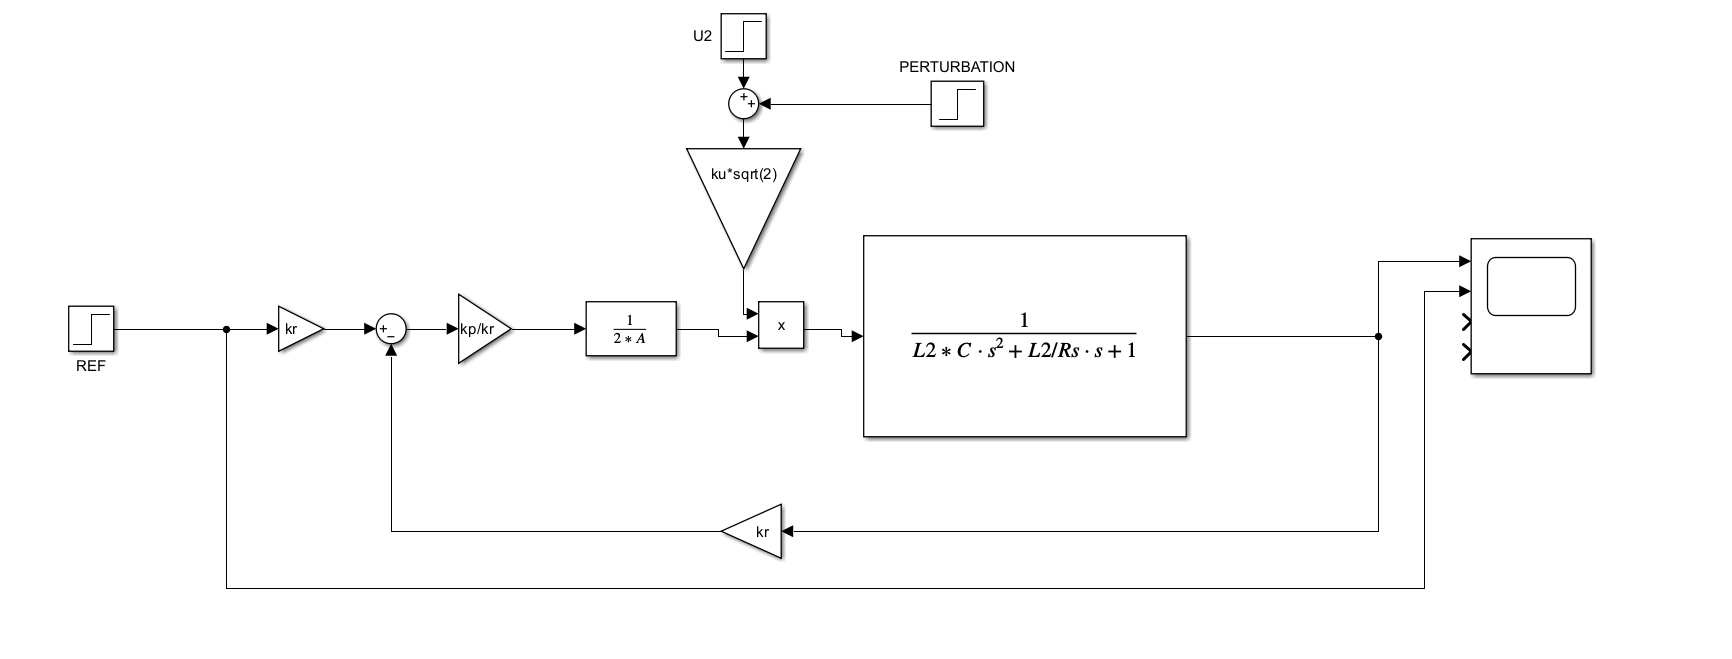 U2
+
+
PERTURBATION
ku*sqrt(2)
REF
kr
+
−
kp/kr
1
2 * A
x
1
L2 * C · s² + L2/Rs · s + 1
kr